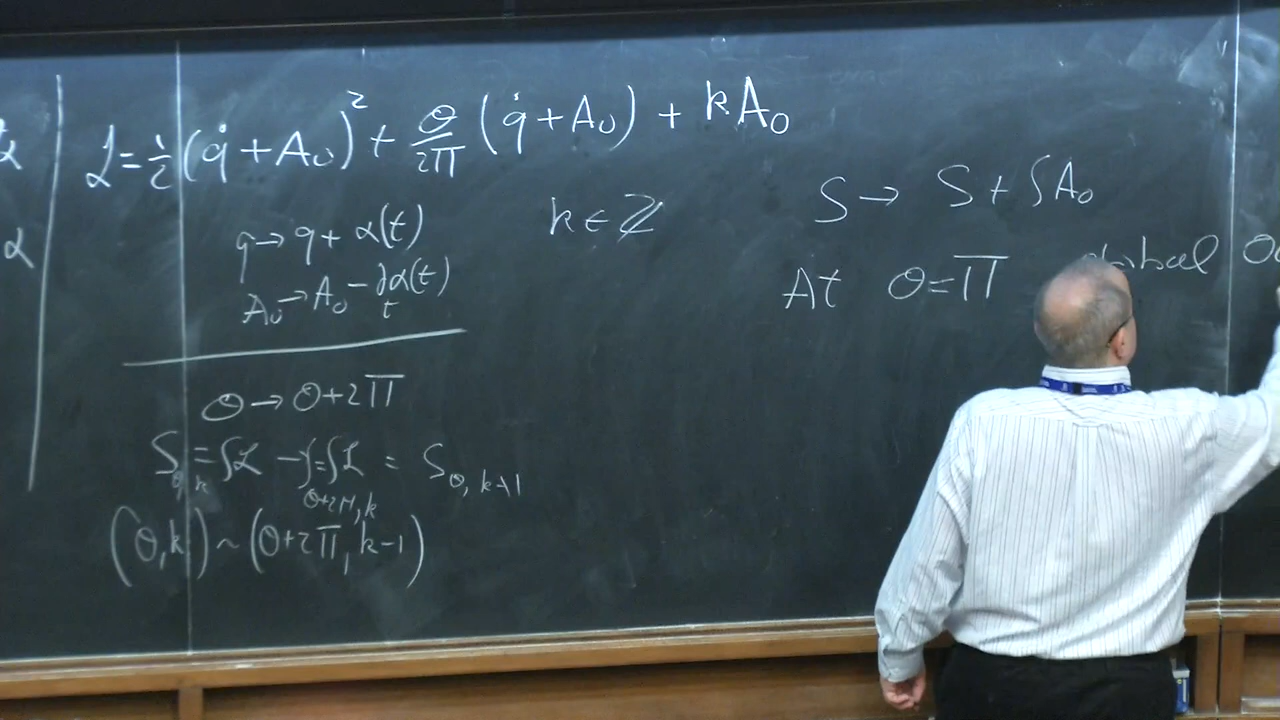 α
α
ℒ = 1/2 (q̇ + A₀)² + θ/2π (q̇ + A₀) + kA₀
q → q + α(t)
A₀ → A₀ − ∂ₜα(t)
k ∈ ℤ
θ → θ + 2π
S_{θ,k} = ∫ℒ → ∫ = ∫ℒ_{θ+2π,k} = S_{θ,k+1}
(θ, k) ~ (θ+2π, k−1)
S → S + ∫A₀
At θ = π